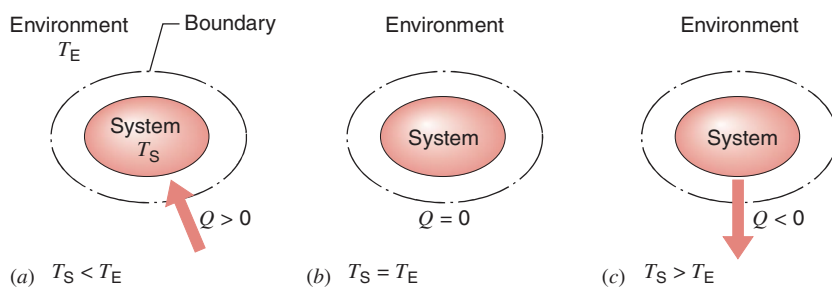 Environment
T_E
Boundary
System
T_S
Q > 0
(a) T_S < T_E
Environment
System
Q = 0
(b) T_S = T_E
Environment
System
Q < 0
(c) T_S > T_E